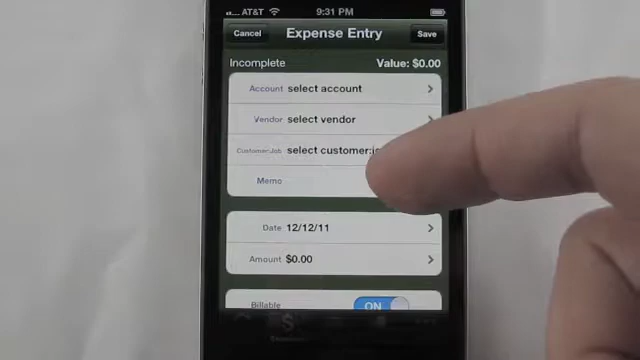 AT&T 9:31 PM
Cancel Expense Entry Save
Incomplete Value: $0.00
Account select account
Vendor select vendor
Customer:Job select customer:jo
Memo
Date 12/12/11
Amount $0.00
Billable ON